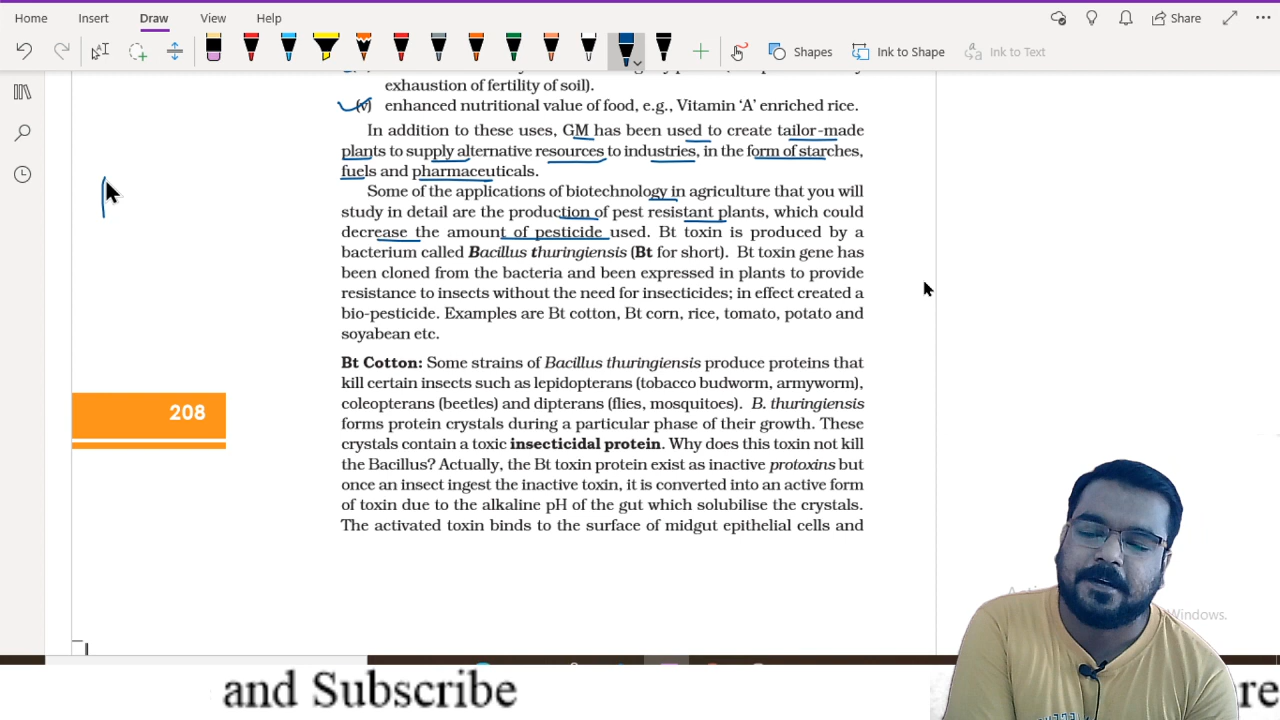 Home Insert Draw View Help Share
Shapes Ink to Shape Ink to Text
exhaustion of fertility of soil).
(v) enhanced nutritional value of food, e.g., Vitamin ‘A’ enriched rice.
In addition to these uses, GM has been used to create tailor-made
plants to supply alternative resources to industries, in the form of starches,
fuels and pharmaceuticals.
Some of the applications of biotechnology in agriculture that you will
study in detail are the production of pest resistant plants, which could
decrease the amount of pesticide used. Bt toxin is produced by a
bacterium called Bacillus thuringiensis (Bt for short). Bt toxin gene has
been cloned from the bacteria and been expressed in plants to provide
resistance to insects without the need for insecticides; in effect created a
bio-pesticide. Examples are Bt cotton, Bt corn, rice, tomato, potato and
soyabean etc.
Bt Cotton: Some strains of Bacillus thuringiensis produce proteins that
kill certain insects such as lepidopterans (tobacco budworm, armyworm),
coleopterans (beetles) and dipterans (flies, mosquitoes). B. thuringiensis
208
forms protein crystals during a particular phase of their growth. These
crystals contain a toxic insecticidal protein. Why does this toxin not kill
the Bacillus? Actually, the Bt toxin protein exist as inactive protoxins but
once an insect ingest the inactive toxin, it is converted into an active form
of toxin due to the alkaline pH of the gut which solubilise the crystals.
The activated toxin binds to the surface of midgut epithelial cells and
Windows.
and Subscribe
re